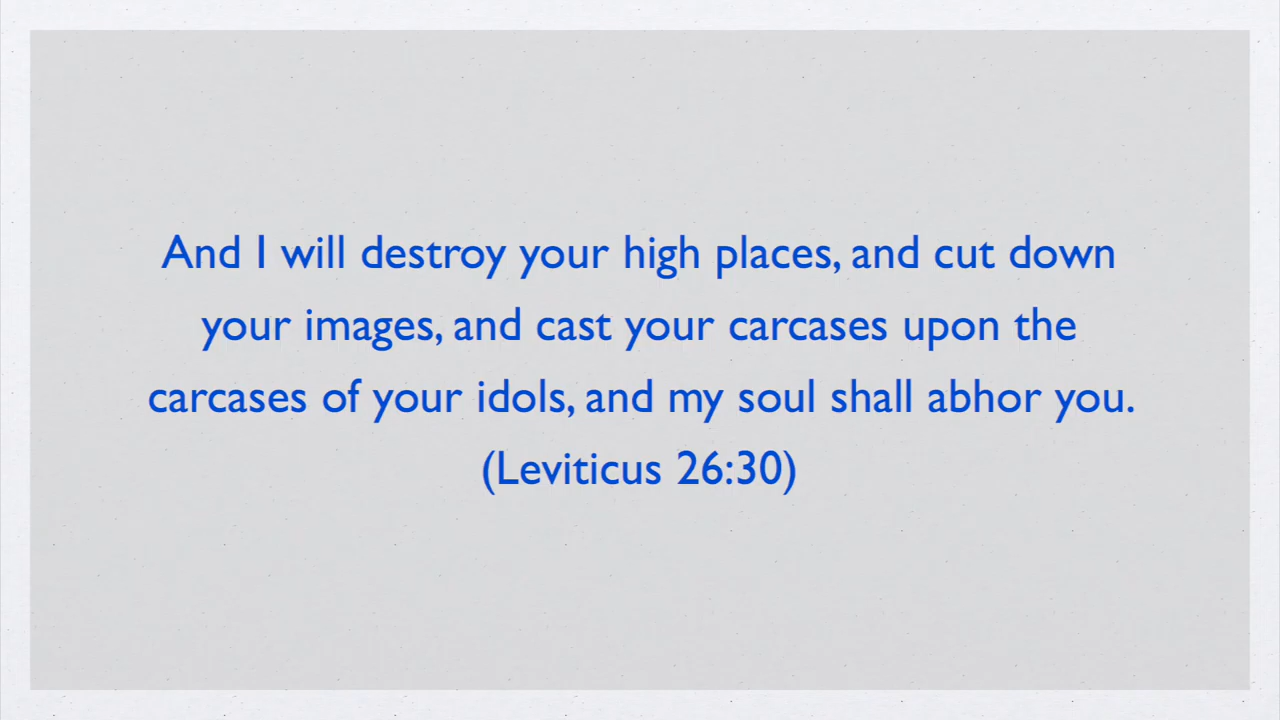 And I will destroy your high places, and cut down
your images, and cast your carcases upon the
carcases of your idols, and my soul shall abhor you.
(Leviticus 26:30)